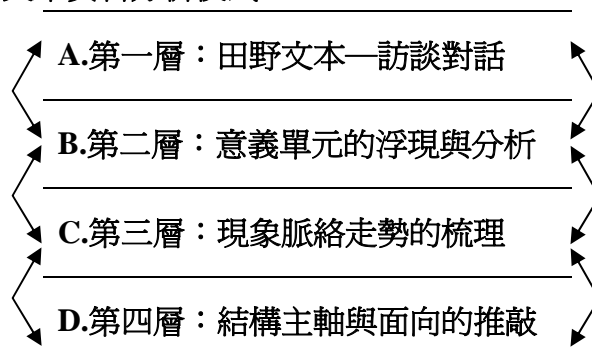 A.第一層：田野文本—訪談對話
B.第二層：意義單元的浮現與分析
C.第三層：現象脈絡走勢的梳理
D.第四層：結構主軸與面向的推敲